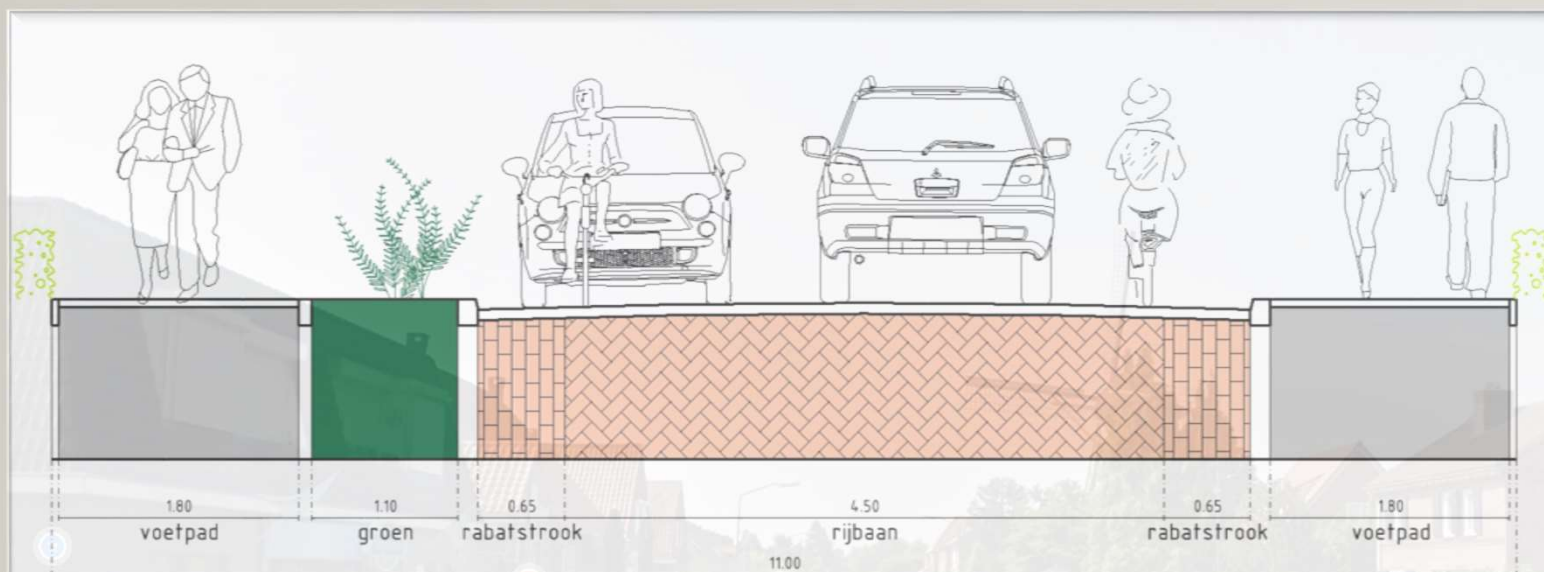 1.80 1.10 0.65 4.50 0.65 1.80
voetpad groen rabatstrook rijbaan rabatstrook voetpad
11.00